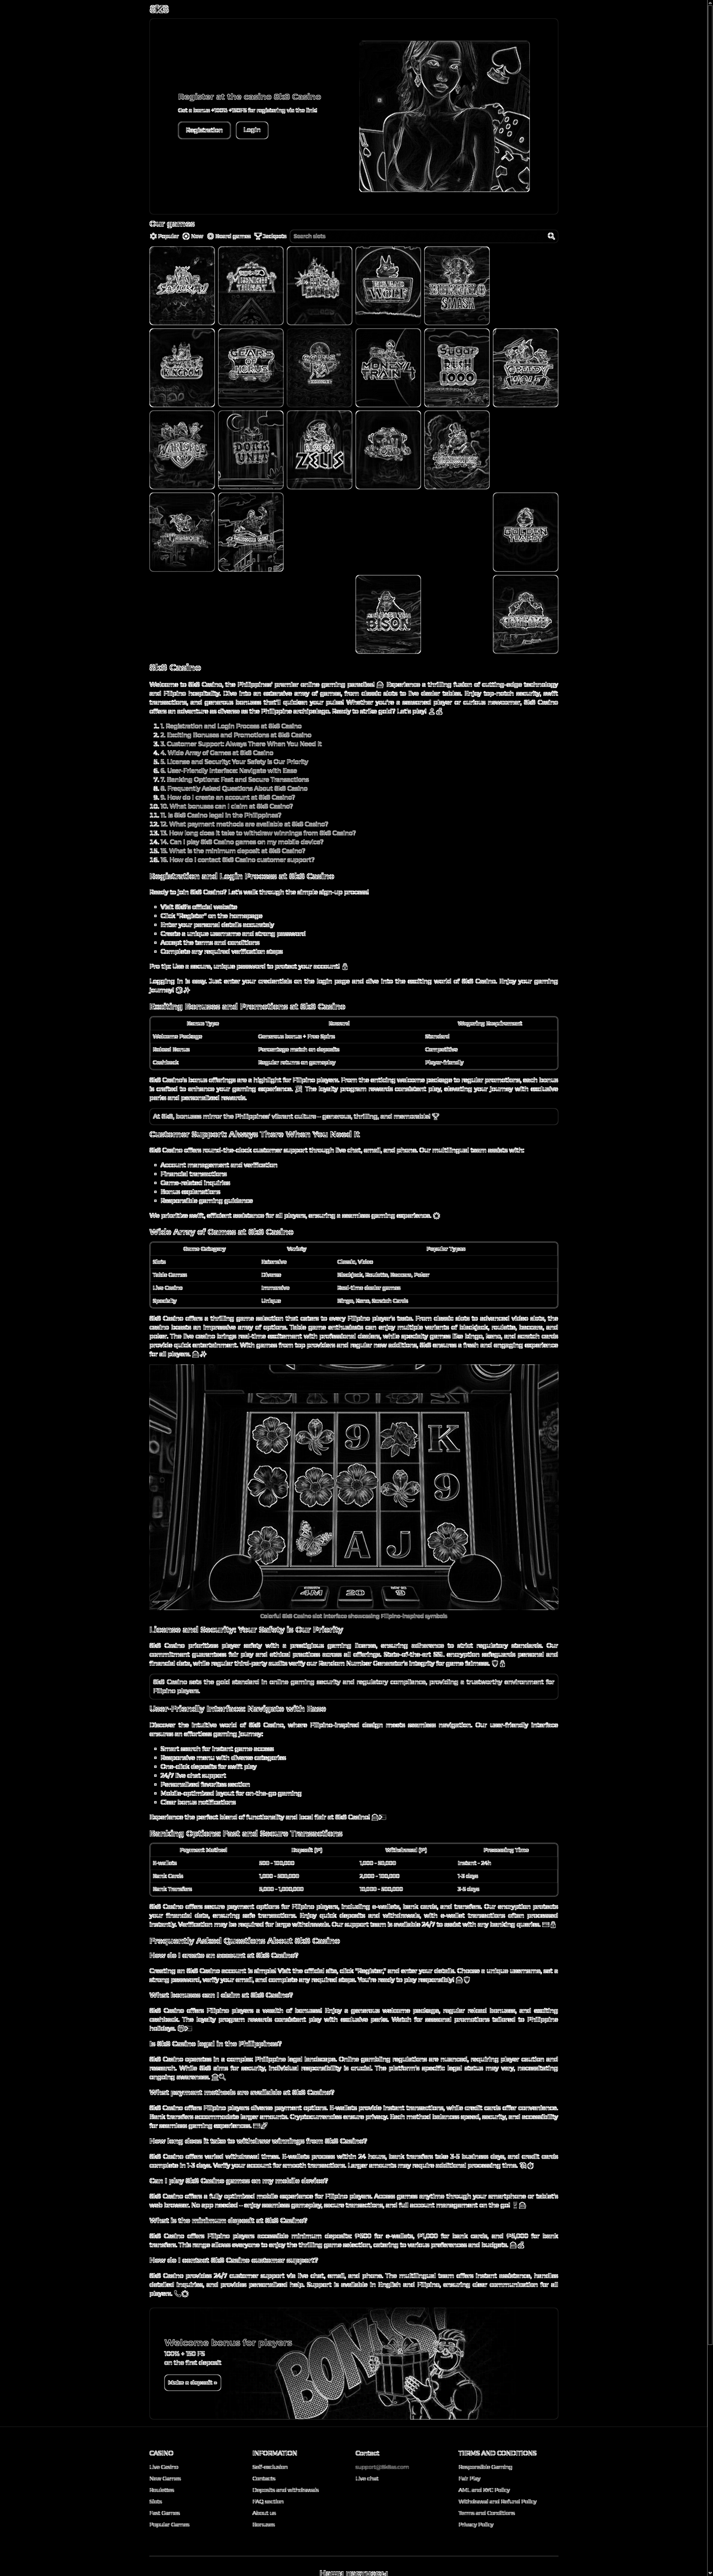 Register at the casino 8k8 Casino
Get a bonus +100% +150FS for registering via the link!
Registration
Login
Our games
Popular
New
Board games
Jackpots
Search slots
WOLF
SMASH
KINGDOM
GEARS OF HORUS
MONEY TRAIN 4
Sugar
1000
DORK UNIT
RISE OF ZEUS
GOLDEN TEAPOT
BISON
8k8 Casino
Welcome to 8k8 Casino, the Philippines' premier online gaming paradise! Experience a thrilling fusion of cutting-edge technology
and Filipino hospitality. Dive into an extensive array of games, from classic slots to live dealer tables. Enjoy top-notch security, swift
transactions, and generous bonuses that'll quicken your pulse! Whether you're a seasoned player or curious newcomer, 8k8 Casino
offers an adventure as diverse as the Philippine archipelago. Ready to strike gold? Let's play!
1. 1. Registration and Login Process at 8k8 Casino
2. 2. Exciting Bonuses and Promotions at 8k8 Casino
3. 3. Customer Support: Always There When You Need It
4. 4. Wide Array of Games at 8k8 Casino
5. 5. License and Security: Your Safety is Our Priority
6. 6. User-Friendly Interface: Navigate with Ease
7. 7. Banking Options: Fast and Secure Transactions
8. 8. Frequently Asked Questions About 8k8 Casino
9. 9. How do I create an account at 8k8 Casino?
10. 10. What bonuses can I claim at 8k8 Casino?
11. 11. Is 8k8 Casino legal in the Philippines?
12. 12. What payment methods are available at 8k8 Casino?
13. 13. How long does it take to withdraw winnings from 8k8 Casino?
14. 14. Can I play 8k8 Casino games on my mobile device?
15. 15. What is the minimum deposit at 8k8 Casino?
16. 16. How do I contact 8k8 Casino customer support?
Registration and Login Process at 8k8 Casino
Ready to join 8k8 Casino? Let's walk through the simple sign-up process!
Visit 8k8's official website
Click "Register" on the homepage
Enter your personal details accurately
Create a unique username and strong password
Accept the terms and conditions
Complete any required verification steps
Pro tip: Use a secure, unique password to protect your account!
Logging in is easy. Just enter your credentials on the login page and dive into the exciting world of 8k8 Casino. Enjoy your gaming
journey!
Exciting Bonuses and Promotions at 8k8 Casino
Bonus Type Reward Wagering Requirement
Welcome Package Generous bonus + Free Spins Standard
Reload Bonus Percentage match on deposits Competitive
Cashback Regular returns on gameplay Player-friendly
8k8 Casino's bonus offerings are a highlight for Filipino players. From the enticing welcome package to regular promotions, each bonus
is crafted to enhance your gaming experience. The loyalty program rewards consistent play, elevating your journey with exclusive
perks and personalized rewards.
At 8k8, bonuses mirror the Philippines' vibrant culture – generous, thrilling, and memorable!
Customer Support: Always There When You Need It
8k8 Casino offers round-the-clock customer support through live chat, email, and phone. Our multilingual team assists with:
Account management and verification
Financial transactions
Game-related inquiries
Bonus explanations
Responsible gaming guidance
We prioritize swift, efficient assistance for all players, ensuring a seamless gaming experience.
Wide Array of Games at 8k8 Casino
Game Category Variety Popular Types
Slots Extensive Classic, Video
Table Games Diverse Blackjack, Roulette, Baccarat, Poker
Live Casino Immersive Real-time dealer games
Specialty Unique Bingo, Keno, Scratch Cards
8k8 Casino offers a thrilling game selection that caters to every Filipino player's taste. From classic slots to advanced video slots, the
casino boasts an impressive array of options. Table game enthusiasts can enjoy multiple variants of blackjack, roulette, baccarat, and
poker. The live casino brings real-time excitement with professional dealers, while specialty games like bingo, keno, and scratch cards
provide quick entertainment. With games from top providers and regular new additions, 8k8 ensures a fresh and engaging experience
for all players.
9 K
9
A J
4M 20 5
Colorful 8k8 Casino slot interface showcasing Filipino-inspired symbols
License and Security: Your Safety is Our Priority
8k8 Casino prioritizes player safety with a prestigious gaming license, ensuring adherence to strict regulatory standards. Our
commitment guarantees fair play and ethical practices across all offerings. State-of-the-art SSL encryption safeguards personal and
financial data, while regular third-party audits verify our Random Number Generator's integrity for game fairness.
8k8 Casino sets the gold standard in online gaming security and regulatory compliance, providing a trustworthy environment for
Filipino players.
User-Friendly Interface: Navigate with Ease
Discover the intuitive world of 8k8 Casino, where Filipino-inspired design meets seamless navigation. Our user-friendly interface
ensures an effortless gaming journey:
Smart search for instant game access
Responsive menu with diverse categories
One-click deposits for swift play
24/7 live chat support
Personalized favorites section
Mobile-optimized layout for on-the-go gaming
Clear bonus notifications
Experience the perfect blend of functionality and local flair at 8k8 Casino!
Banking Options: Fast and Secure Transactions
Payment Method Deposit (₱) Withdrawal (₱) Processing Time
E-wallets 500 - 100,000 1,000 - 50,000 Instant - 24h
Bank Cards 1,000 - 500,000 2,000 - 100,000 1-3 days
Bank Transfers 5,000 - 1,000,000 10,000 - 500,000 3-5 days
8k8 Casino offers secure payment options for Filipino players, including e-wallets, bank cards, and transfers. Our encryption protects
your financial data, ensuring safe transactions. Enjoy quick deposits and withdrawals, with e-wallet transactions often processed
instantly. Verification may be required for large withdrawals. Our support team is available 24/7 to assist with any banking queries.
Frequently Asked Questions About 8k8 Casino
How do I create an account at 8k8 Casino?
Creating an 8k8 Casino account is simple! Visit the official site, click "Register," and enter your details. Choose a unique username, set a
strong password, verify your email, and complete any required steps. You're ready to play responsibly!
What bonuses can I claim at 8k8 Casino?
8k8 Casino offers Filipino players a wealth of bonuses! Enjoy a generous welcome package, regular reload bonuses, and exciting
cashback. The loyalty program rewards consistent play with exclusive perks. Watch for seasonal promotions tailored to Philippine
holidays.
Is 8k8 Casino legal in the Philippines?
8k8 Casino operates in a complex Philippine legal landscape. Online gambling regulations are nuanced, requiring player caution and
research. While 8k8 aims for security, individual responsibility is crucial. The platform's specific legal status may vary, necessitating
ongoing awareness.
What payment methods are available at 8k8 Casino?
8k8 Casino offers Filipino players diverse payment options. E-wallets provide instant transactions, while credit cards offer convenience.
Bank transfers accommodate larger amounts. Cryptocurrencies ensure privacy. Each method balances speed, security, and accessibility
for seamless gaming experiences.
How long does it take to withdraw winnings from 8k8 Casino?
8k8 Casino offers varied withdrawal times. E-wallets process within 24 hours, bank transfers take 3-5 business days, and credit cards
complete in 1-3 days. Verify your account for smooth transactions. Larger amounts may require additional processing time.
Can I play 8k8 Casino games on my mobile device?
8k8 Casino offers a fully optimized mobile experience for Filipino players. Access games anytime through your smartphone or tablet's
web browser. No app needed – enjoy seamless gameplay, secure transactions, and full account management on the go!
What is the minimum deposit at 8k8 Casino?
8k8 Casino offers Filipino players accessible minimum deposits: ₱500 for e-wallets, ₱1,000 for bank cards, and ₱5,000 for bank
transfers. This range allows everyone to enjoy the thrilling game selection, catering to various preferences and budgets.
How do I contact 8k8 Casino customer support?
8k8 Casino provides 24/7 customer support via live chat, email, and phone. The multilingual team offers instant assistance, handles
detailed inquiries, and provides personalized help. Support is available in English and Filipino, ensuring clear communication for all
players.
Welcome bonus for players
100% + 150 FS
on the first deposit
Make a deposit »
BONUS!
CASINO
Live Casino
New Games
Roulettes
Slots
Fast Games
Popular Games
INFORMATION
Self-exclusion
Contacts
Deposits and withdrawals
FAQ section
About us
Bonuses
Contact
Live chat
TERMS AND CONDITIONS
Responsible Gaming
Fair Play
AML and KYC Policy
Withdrawal and Refund Policy
Terms and Conditions
Privacy Policy